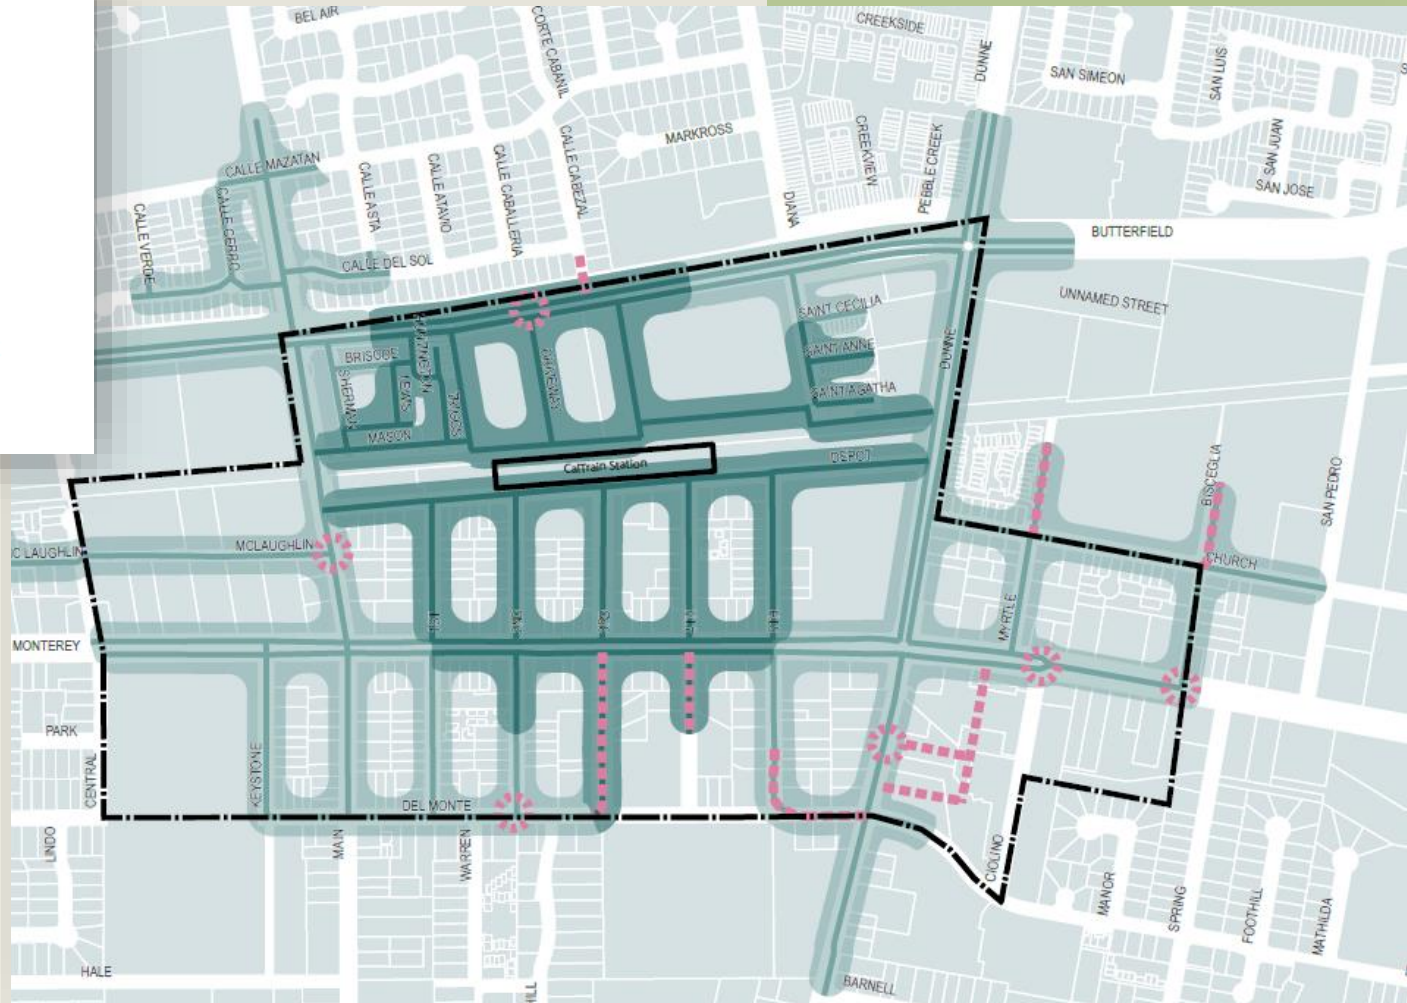 BEL AIR
CORTE CABANIL
CREEKSIDE
DUNNE
SAN SIMEON
SAN LUIS
MARKROSS
CALLE MAZATAN
CALLE ASTA
CALLE ATAVIO
CALLE CABALLERIA
CALLE CABEZAL
CREEKVIEW
PEBBLE CREEK
SAN JUAN
SAN JOSE
CALLE VERDE
CALLE CERRO
DIANA
BUTTERFIELD
CALLE DEL SOL
UNNAMED STREET
SAINT CECILIA
BRISCOE
SAINT ANNE
DUNNE
SHERMAN
LEWIS
SAINT AGATHA
MASON
CalTrain Station
DEPOT
BISCEGLIA
SAN PEDRO
MCLAUGHLIN
CHURCH
MYRTLE
MONTEREY
PARK
CENTRAL
KEYSTONE
DEL MONTE
LINDO
MAIN
WARREN
CIOLINO
MANOR
SPRING
FOOTHILL
MATHILDA
HALE
BARNELL